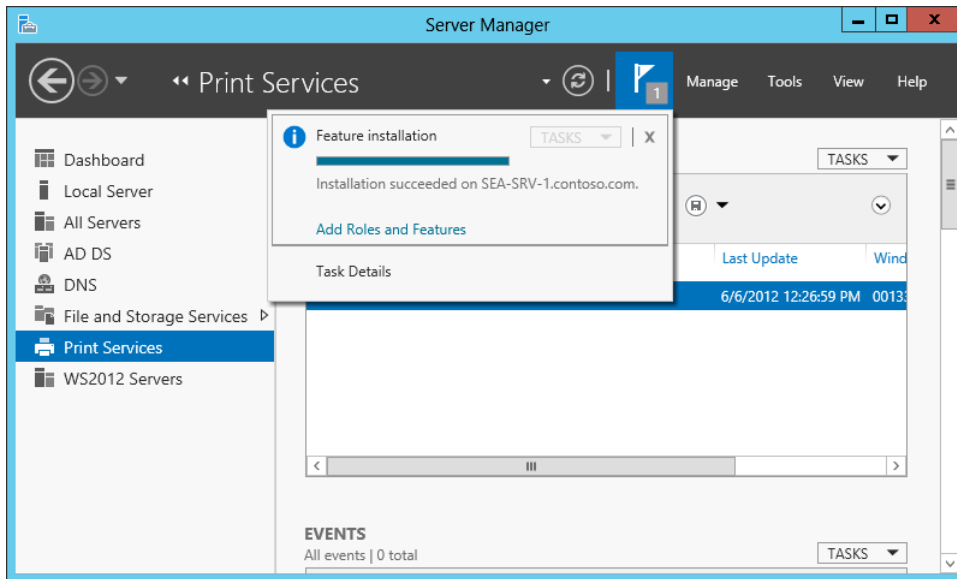 Server Manager
Print Services
1
Manage Tools View Help
Feature installation
TASKS
X
Installation succeeded on SEA-SRV-1.contoso.com.
Add Roles and Features
Task Details
Dashboard
Local Server
All Servers
AD DS
DNS
File and Storage Services
Print Services
WS2012 Servers
TASKS
Last Update Wind
6/6/2012 12:26:59 PM
EVENTS
All events | 0 total
TASKS